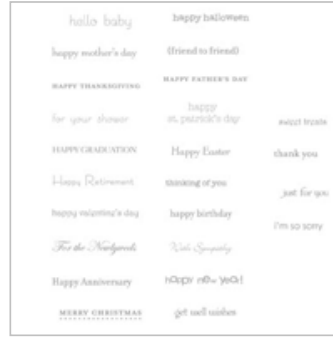 hello baby
happy mother's day
HAPPY THANKSGIVING
for your shower
HAPPY GRADUATION
Happy Retirement
happy valentine's day
For the Newlyweds
Happy Anniversary
MERRY CHRISTMAS
happy halloween
(friend to friend)
HAPPY FATHER'S DAY
happy
st. patrick's day
Happy Easter
thinking of you
happy birthday
With Sympathy
happy new year!
get well wishes
sweet treats
thank you
just for you
I'm so sorry